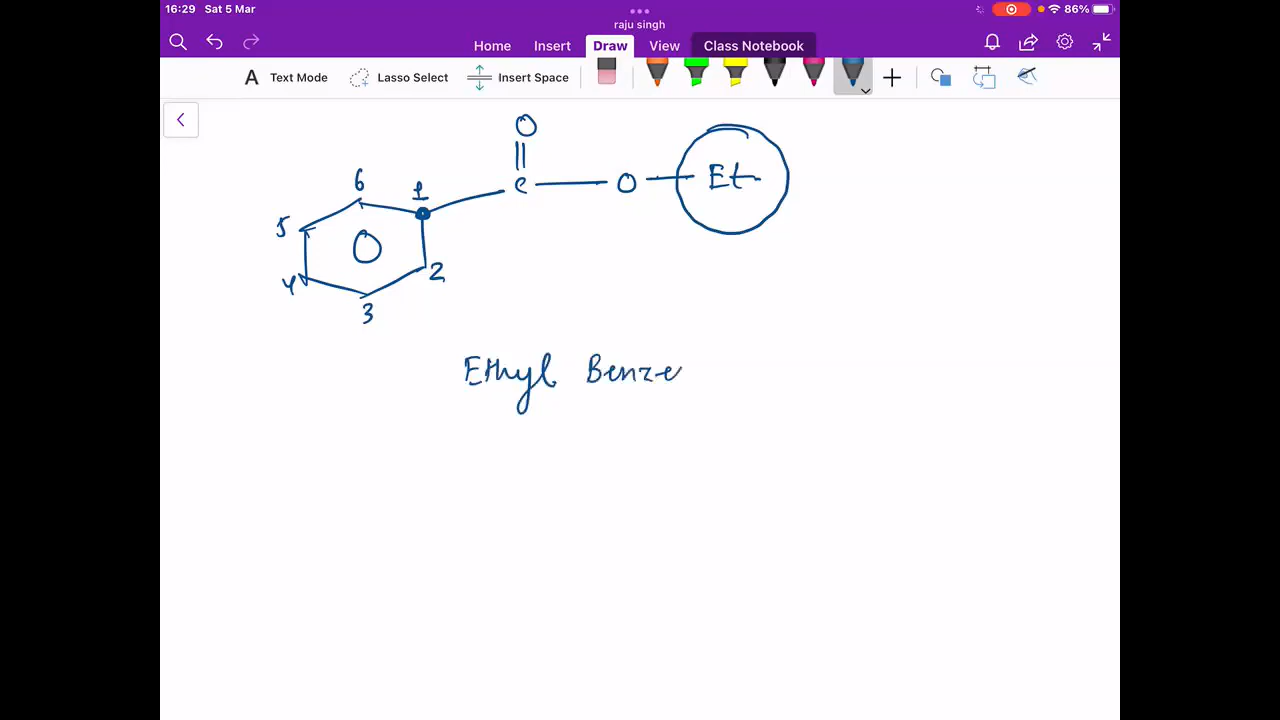 16:29 Sat 5 Mar 86%
raju singh
Home Insert Draw View Class Notebook
A Text Mode Lasso Select Insert Space
O
6 1 C O Et
5
4 2
3
Ethyl Benze